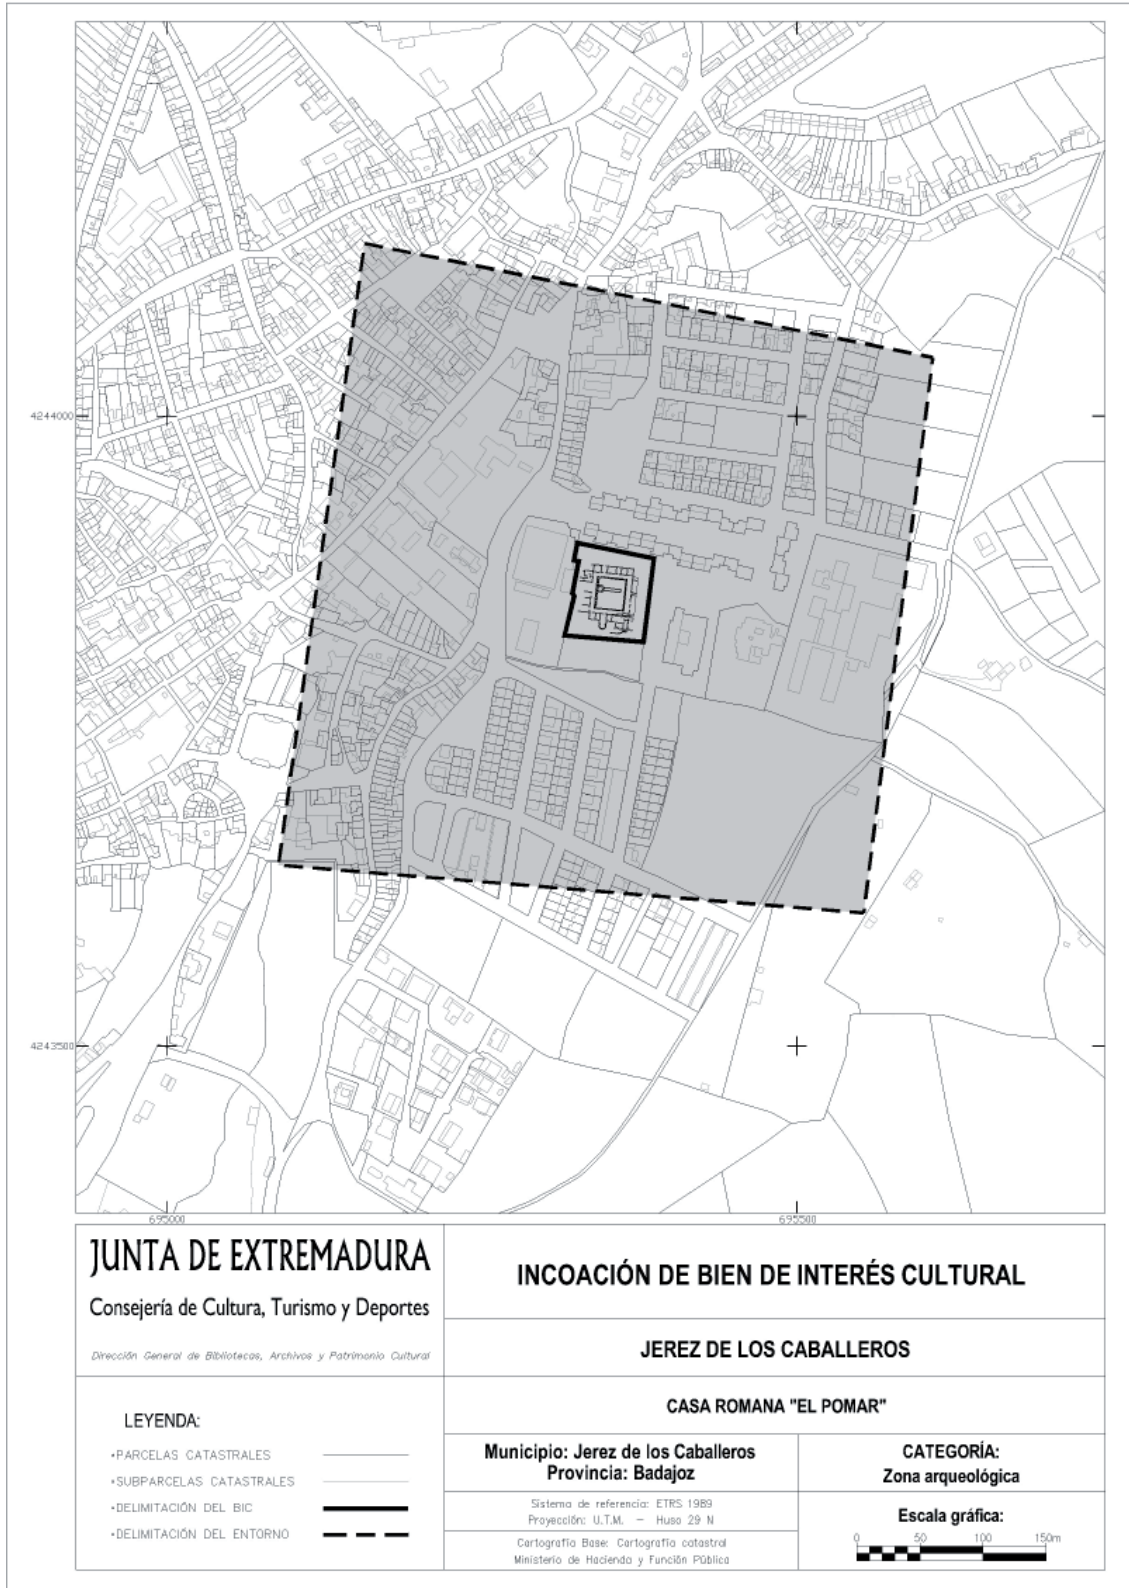 4244000
4243500
695000
695500
JUNTA DE EXTREMADURA
Consejería de Cultura, Turismo y Deportes
Dirección General de Bibliotecas, Archivos y Patrimonio Cultural
INCOACIÓN DE BIEN DE INTERÉS CULTURAL
JEREZ DE LOS CABALLEROS
CASA ROMANA "EL POMAR"
LEYENDA:
•PARCELAS CATASTRALES
•SUBPARCELAS CATASTRALES
•DELIMITACIÓN DEL BIC
•DELIMITACIÓN DEL ENTORNO
Municipio: Jerez de los Caballeros
Provincia: Badajoz
Sistema de referencia: ETRS 1989
Proyección: U.T.M. – Huso 29 N
Cartografía Base: Cartografía catastral
Ministerio de Hacienda y Función Pública
CATEGORÍA:
Zona arqueológica
Escala gráfica:
0 50 100 150m